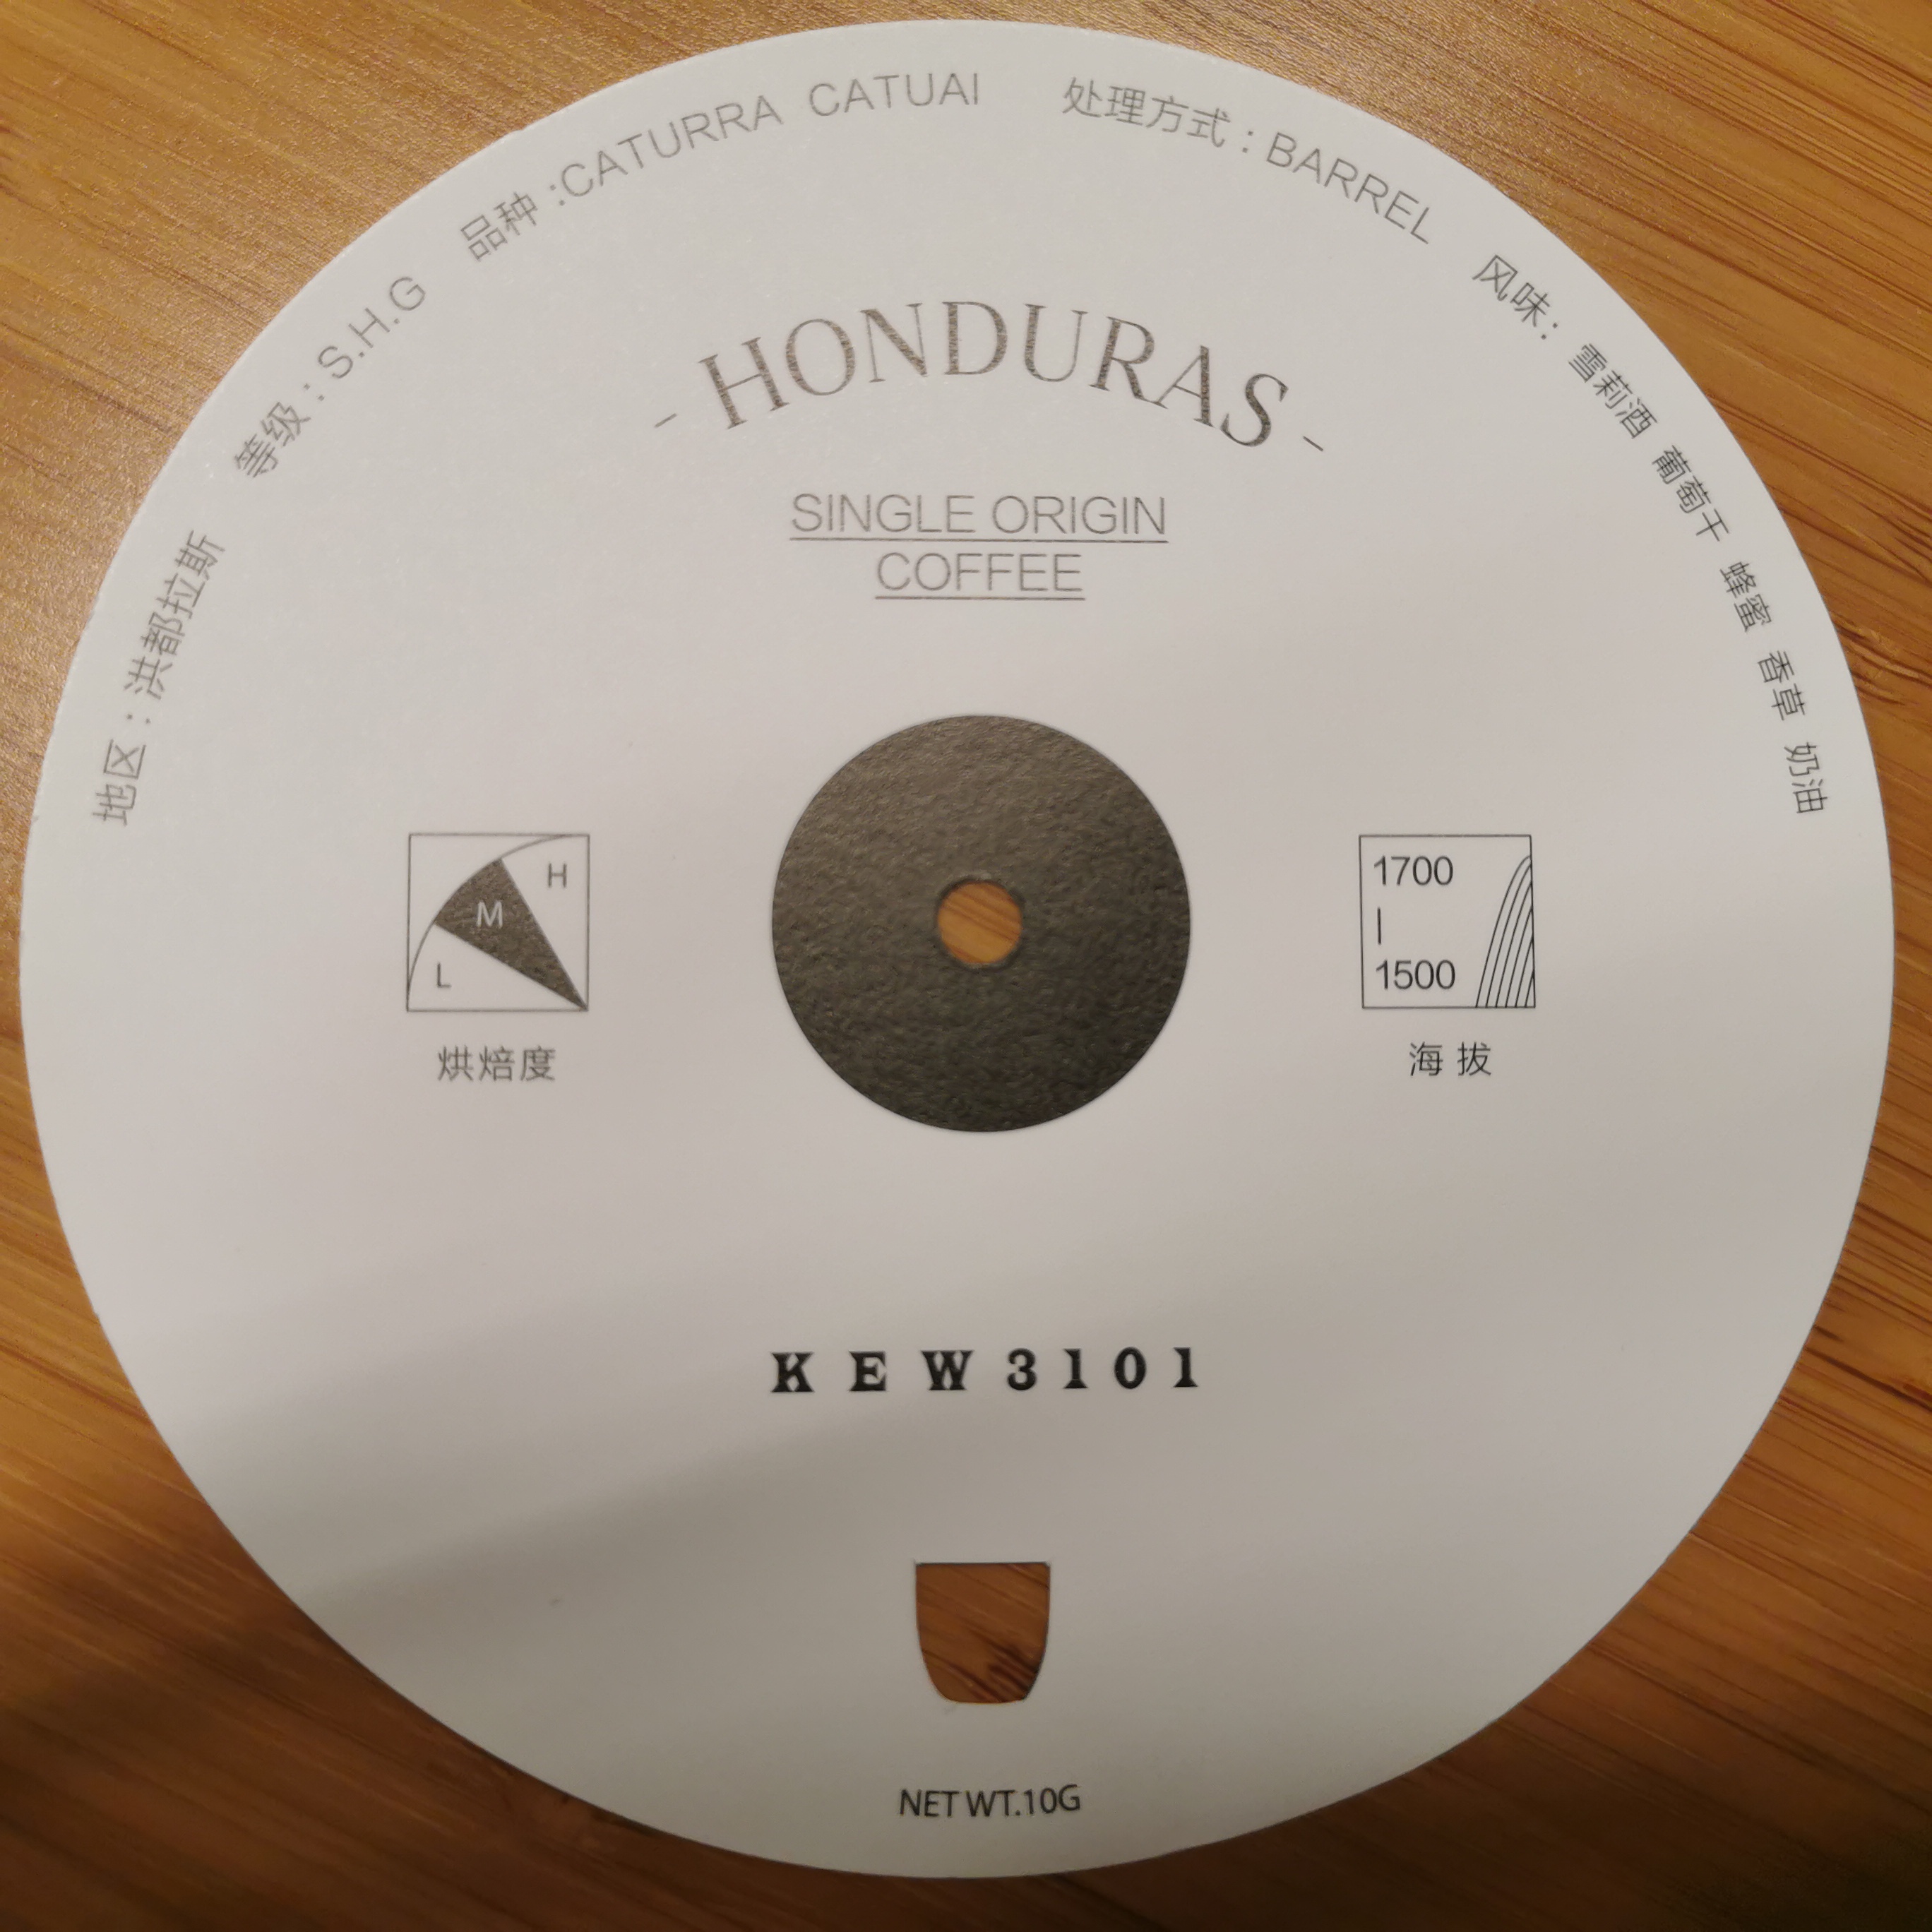 地区：洪都拉斯 等级：S.H.G 品种：CATURRA CATUAI 处理方式：BARREL 风味：雪莉酒 葡萄干 蜂蜜 香草 奶油
- HONDURAS -
SINGLE ORIGIN
COFFEE
H
M
L
烘焙度
1700
|
1500
海拔
KEW3101
NET WT.10G